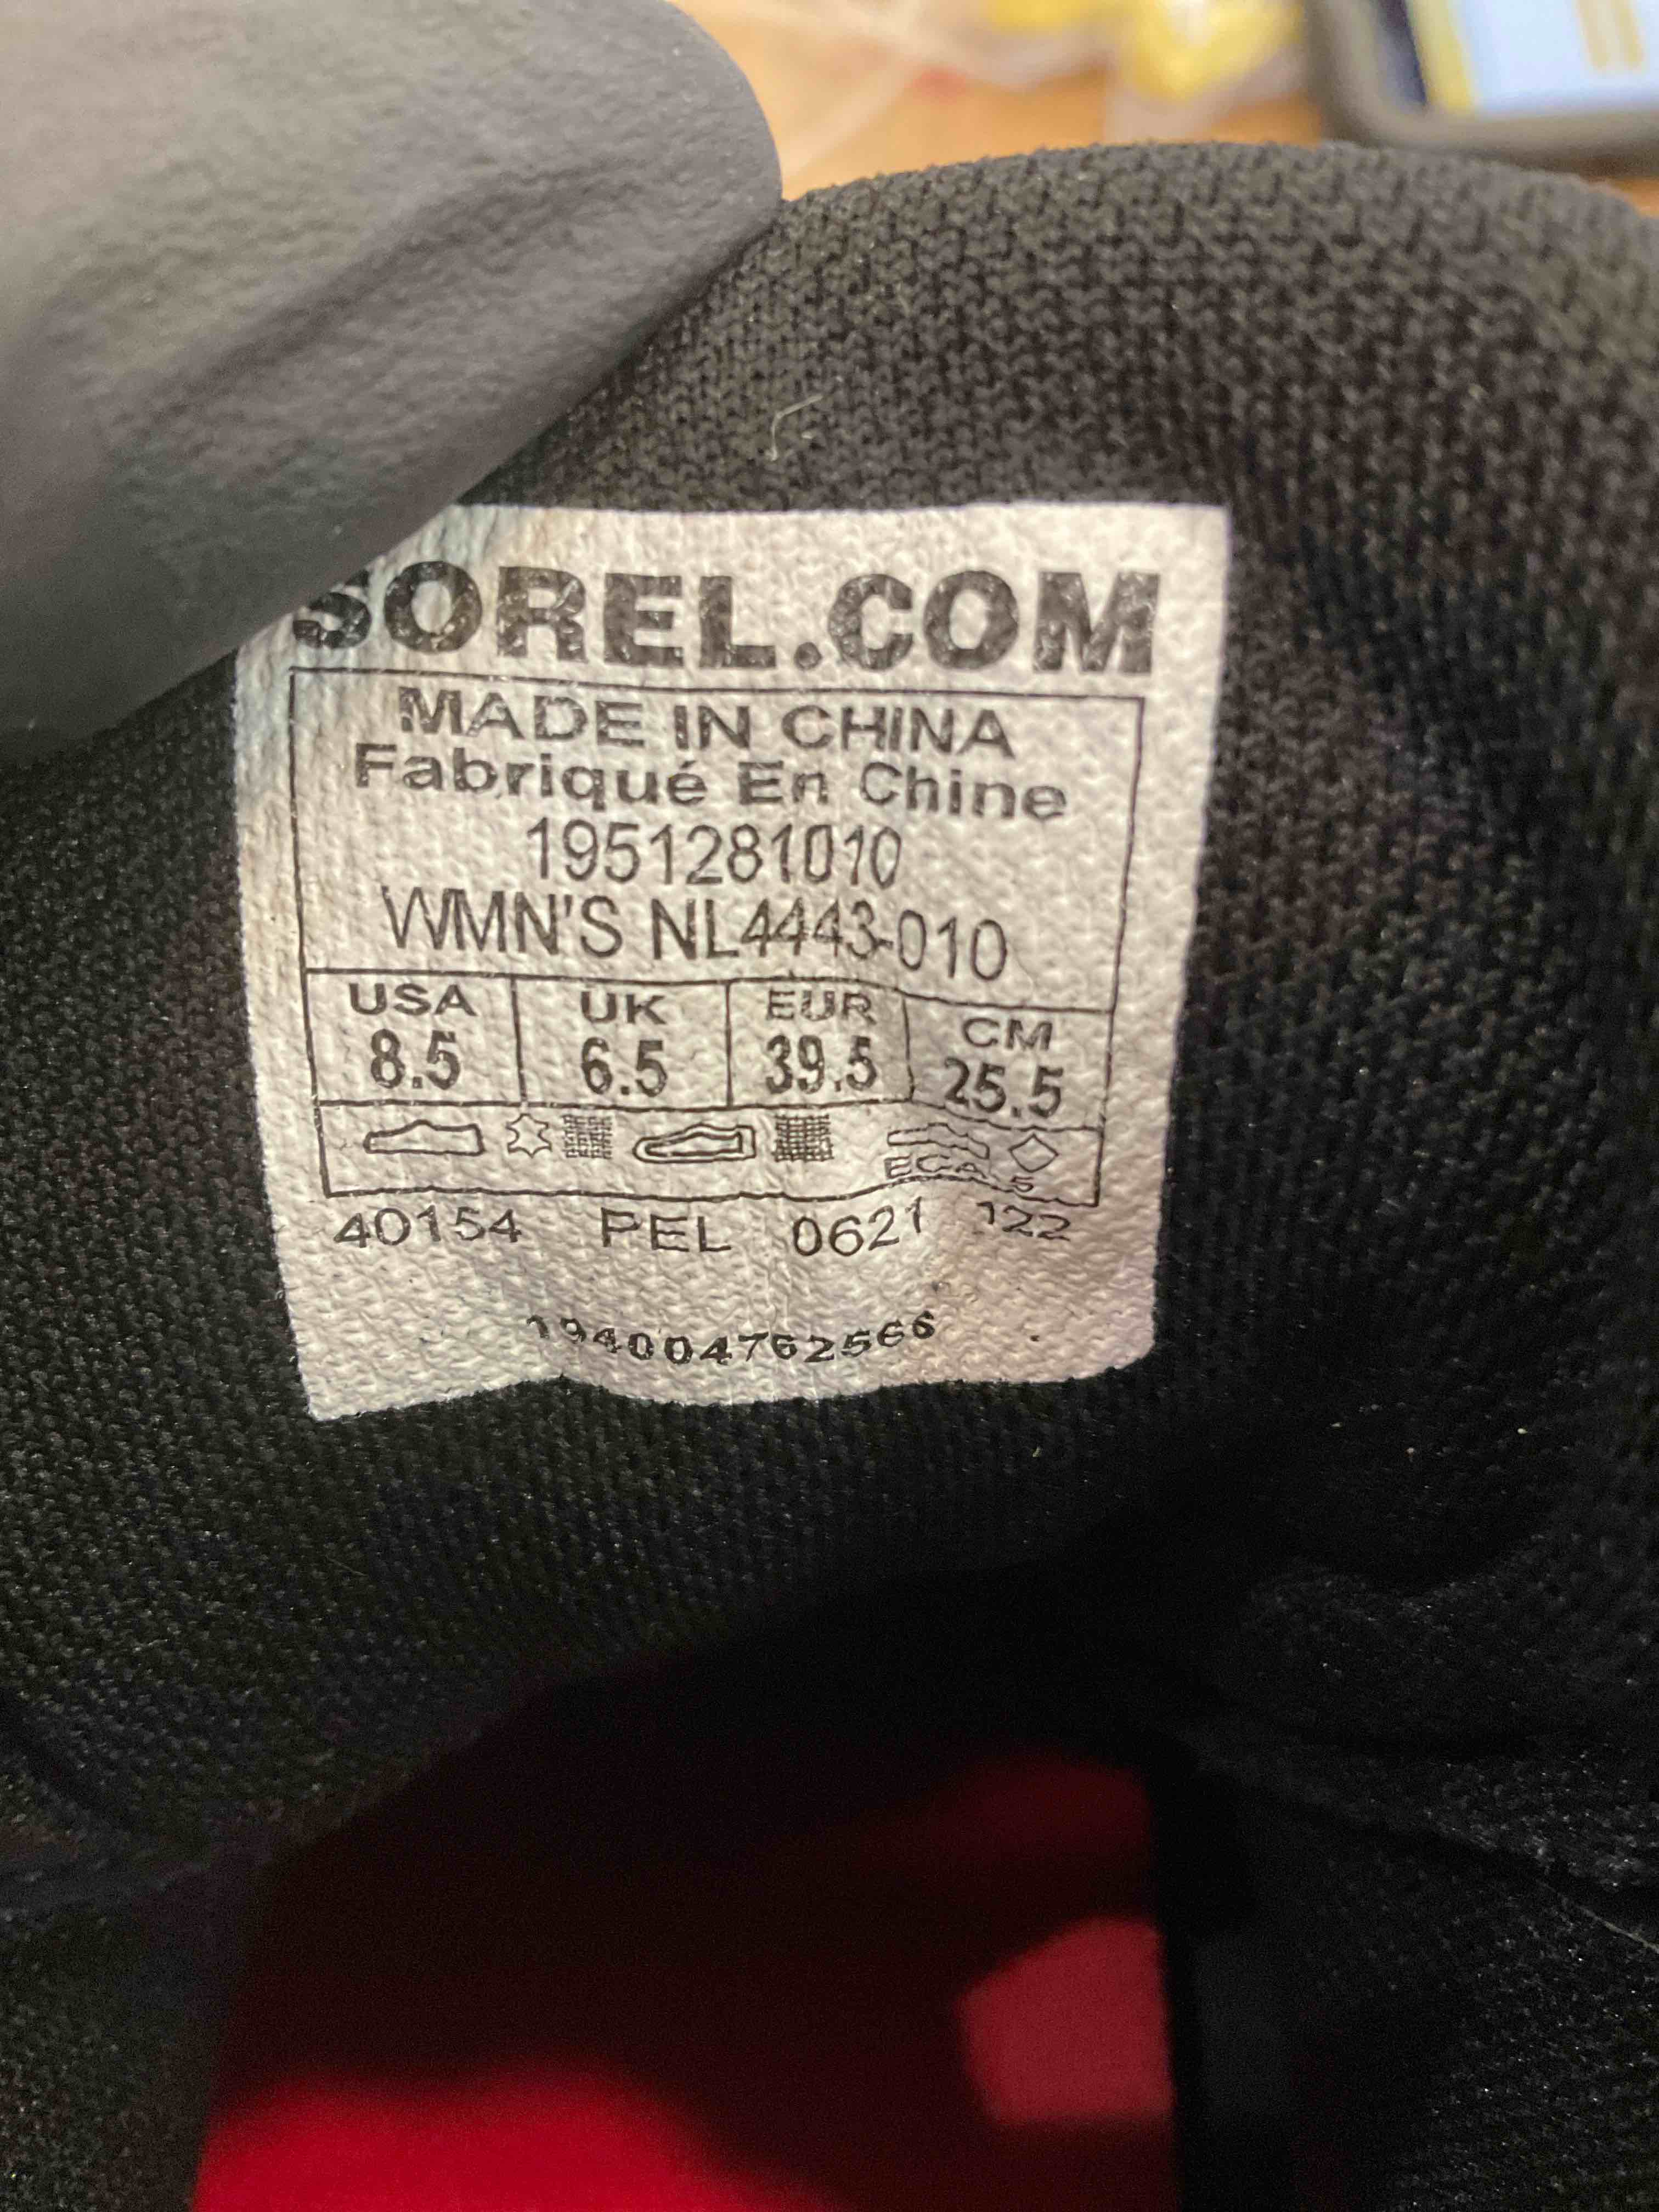 SOREL.COM
MADE IN CHINA
Fabriqué En Chine
1951281010
WMN'S NL4443-010
USA UK EUR CM
8.5 6.5 39.5 25.5
40154 PEL 0621 122
194004762566